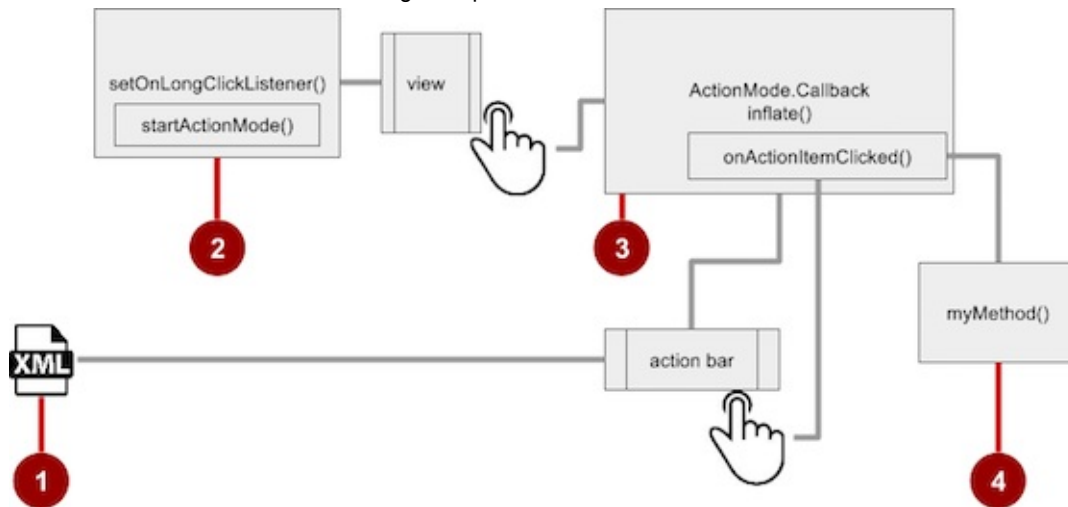 setOnLongClickListener()
startActionMode()
view
ActionMode.Callback
inflate()
onActionItemClicked()
2
3
myMethod()
XML
action bar
1
4